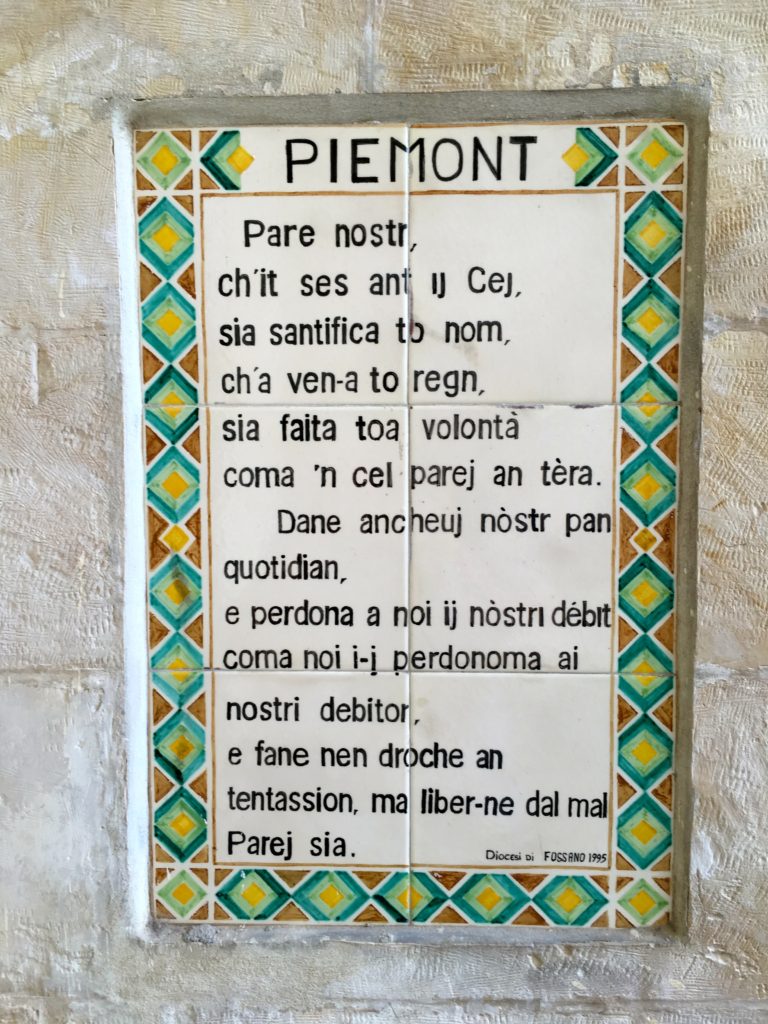 PIEMONT
Pare nostr,
ch'it ses ant ij Cej,
sia santifica to nom,
ch'a ven-a to regn,
sia faita toa volontà
coma 'n cel parej an tèra.
Dane ancheuj nòstr pan
quotidian,
e perdona a noi ij nòstri débit
coma noi i-j perdonoma ai
nostri debitor,
e fane nen droche an
tentassion, ma liber-ne dal mal
Parej sia.
Diocesi di FOSSANO 1995